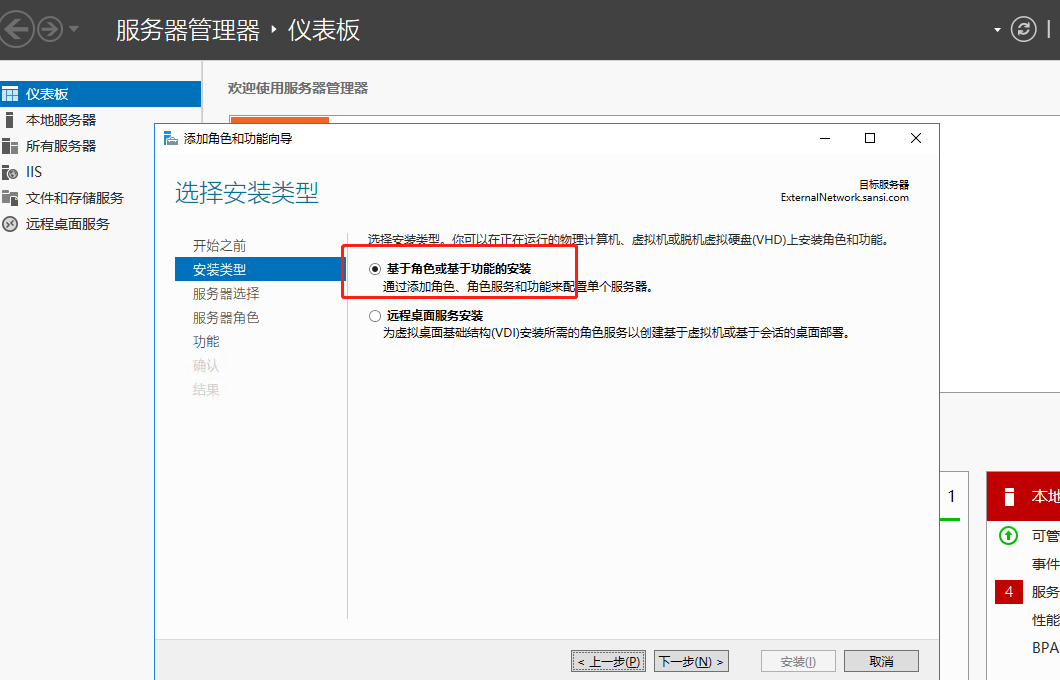 服务器管理器 · 仪表板
仪表板
本地服务器
所有服务器
IIS
文件和存储服务
远程桌面服务
欢迎使用服务器管理器
添加角色和功能向导
选择安装类型
目标服务器
ExternalNetwork.sansi.com
开始之前
安装类型
服务器选择
服务器角色
功能
确认
结果
选择安装类型。你可以在正在运行的物理计算机、虚拟机或脱机虚拟硬盘(VHD)上安装角色和功能。
基于角色或基于功能的安装
通过添加角色、角色服务和功能来配置单个服务器。
远程桌面服务安装
为虚拟桌面基础结构(VDI)安装所需的角色服务以创建基于虚拟机或基于会话的桌面部署。
< 上一步(P)
下一步(N) >
安装(I)
取消
1
本地
可管
事件
4 服务
性能
BPA